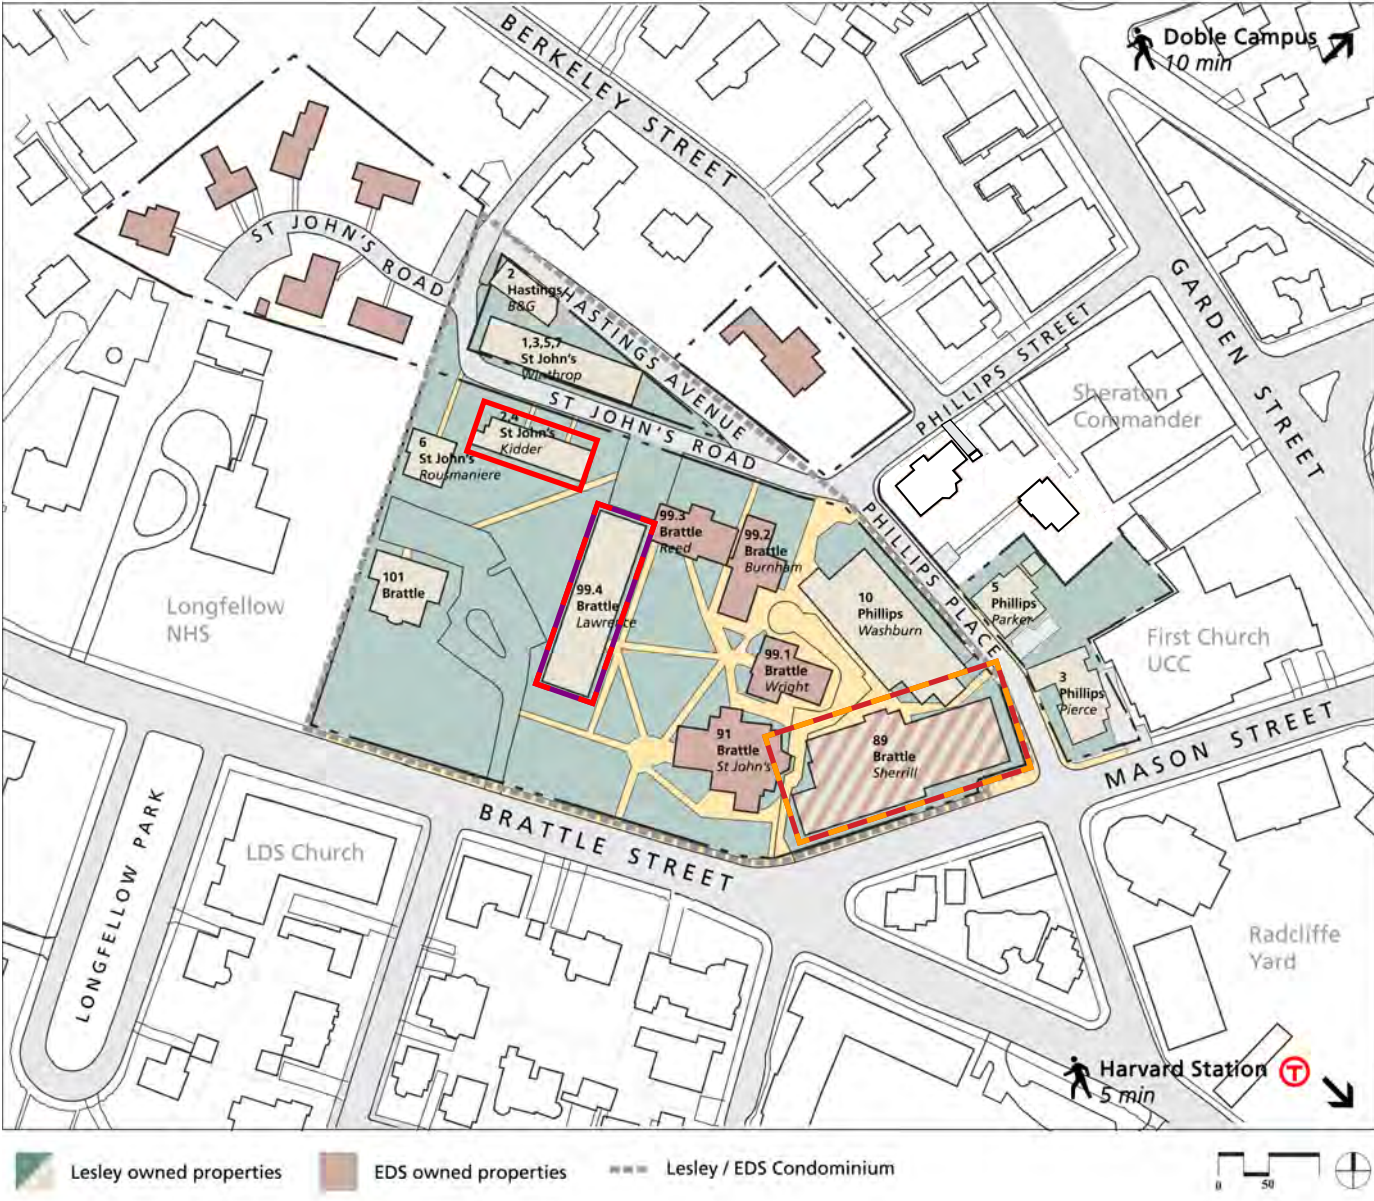 Doble Campus
10 min
BERKELEY STREET
ST JOHN'S ROAD
GARDEN STREET
2
Hastings
B&G
HASTINGS AVENUE
1,3,5,7
St John's
Winthrop
PHILLIPS STREET
Sheraton
Commander
ST JOHN'S ROAD
2,4
St John's
Kidder
6
St John's
Rousmaniere
99.3
Brattle
Reed
99.2
Brattle
Burnham
PHILLIPS PLACE
101
Brattle
99.4
Brattle
Lawrence
10
Phillips
Washburn
5
Phillips
Parker
Longfellow
NHS
First Church
UCC
99.1
Brattle
Wright
3
Phillips
Pierce
91
Brattle
St John's
89
Brattle
Sherrill
MASON STREET
BRATTLE STREET
LONGFELLOW PARK
LDS Church
Radcliffe
Yard
Harvard Station T
5 min
Lesley owned properties
EDS owned properties
Lesley / EDS Condominium
0 50